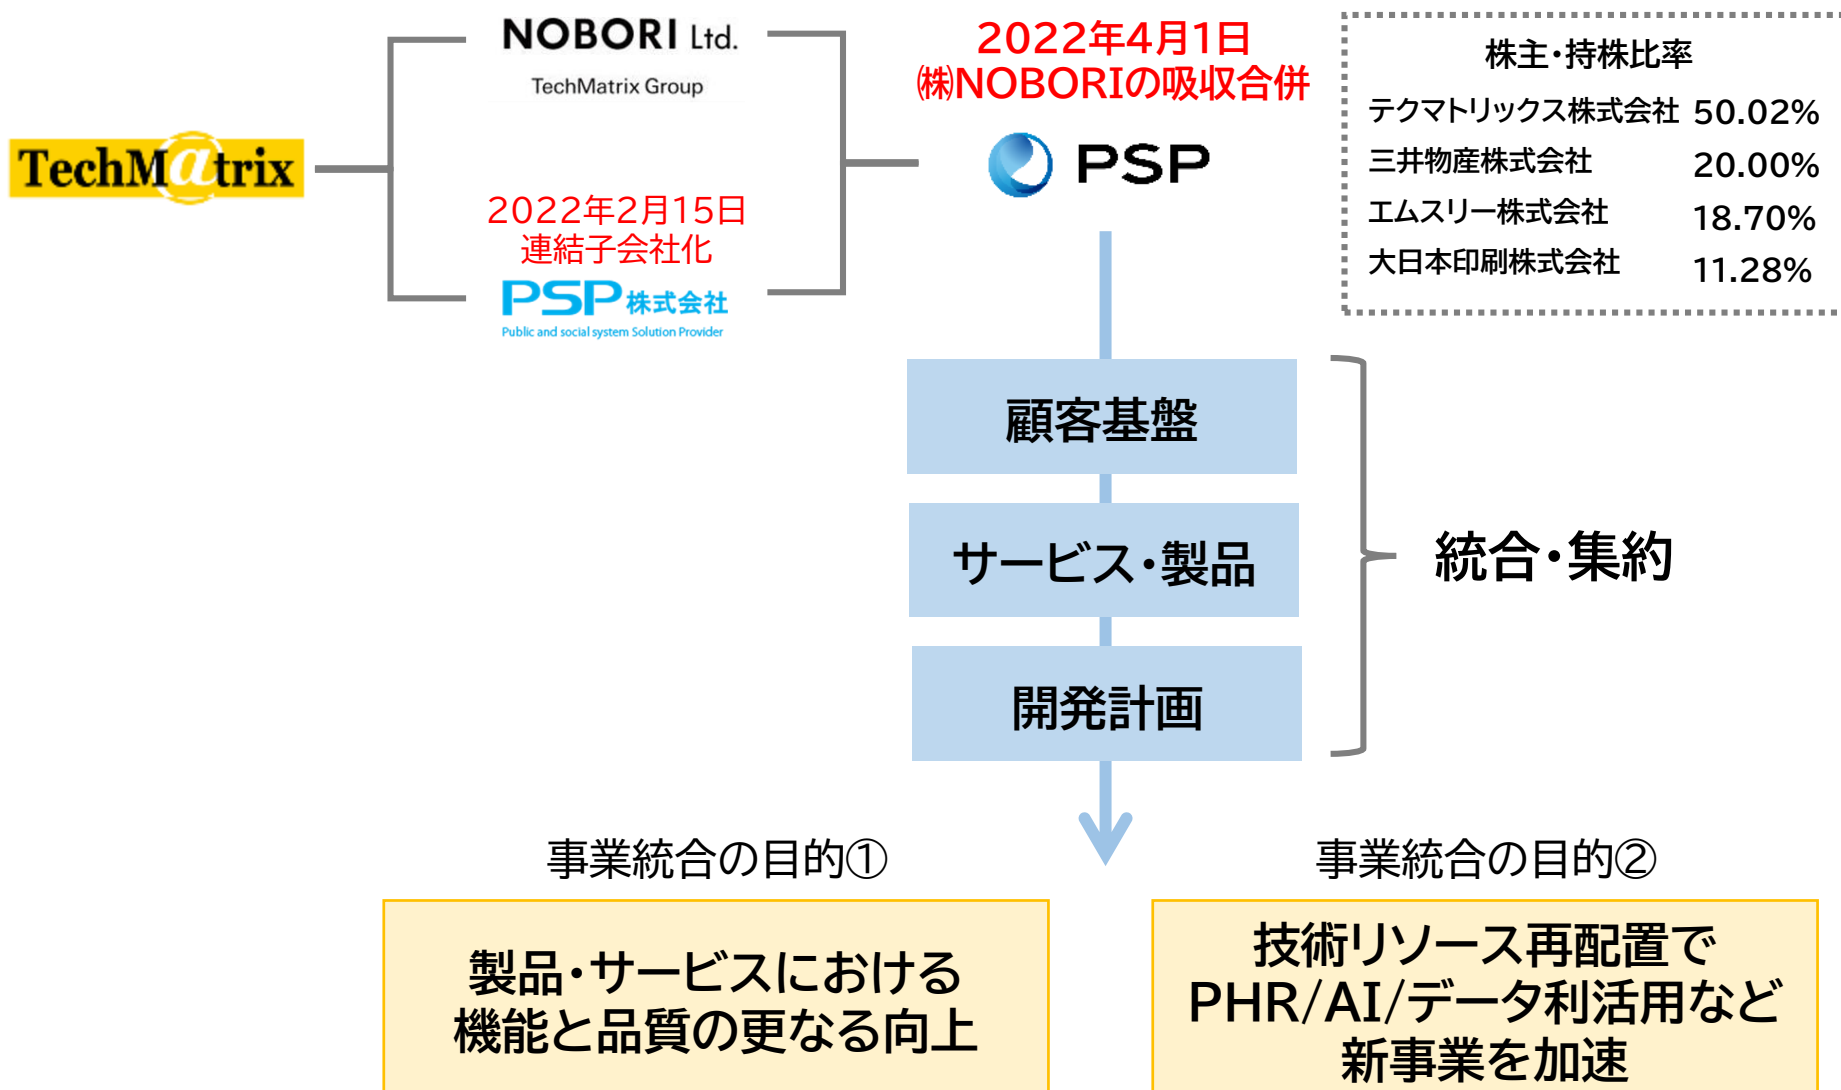 TechM@trix
NOBORI Ltd.
TechMatrix Group
2022年2月15日
連結子会社化
PSP株式会社
Public and social system Solution Provider
2022年4月1日
㈱NOBORIの吸収合併
PSP
株主・持株比率
テクマトリックス株式会社 50.02%
三井物産株式会社 20.00%
エムスリー株式会社 18.70%
大日本印刷株式会社 11.28%
顧客基盤
サービス・製品
開発計画
統合・集約
事業統合の目的①
製品・サービスにおける
機能と品質の更なる向上
事業統合の目的②
技術リソース再配置で
PHR/AI/データ利活用など
新事業を加速